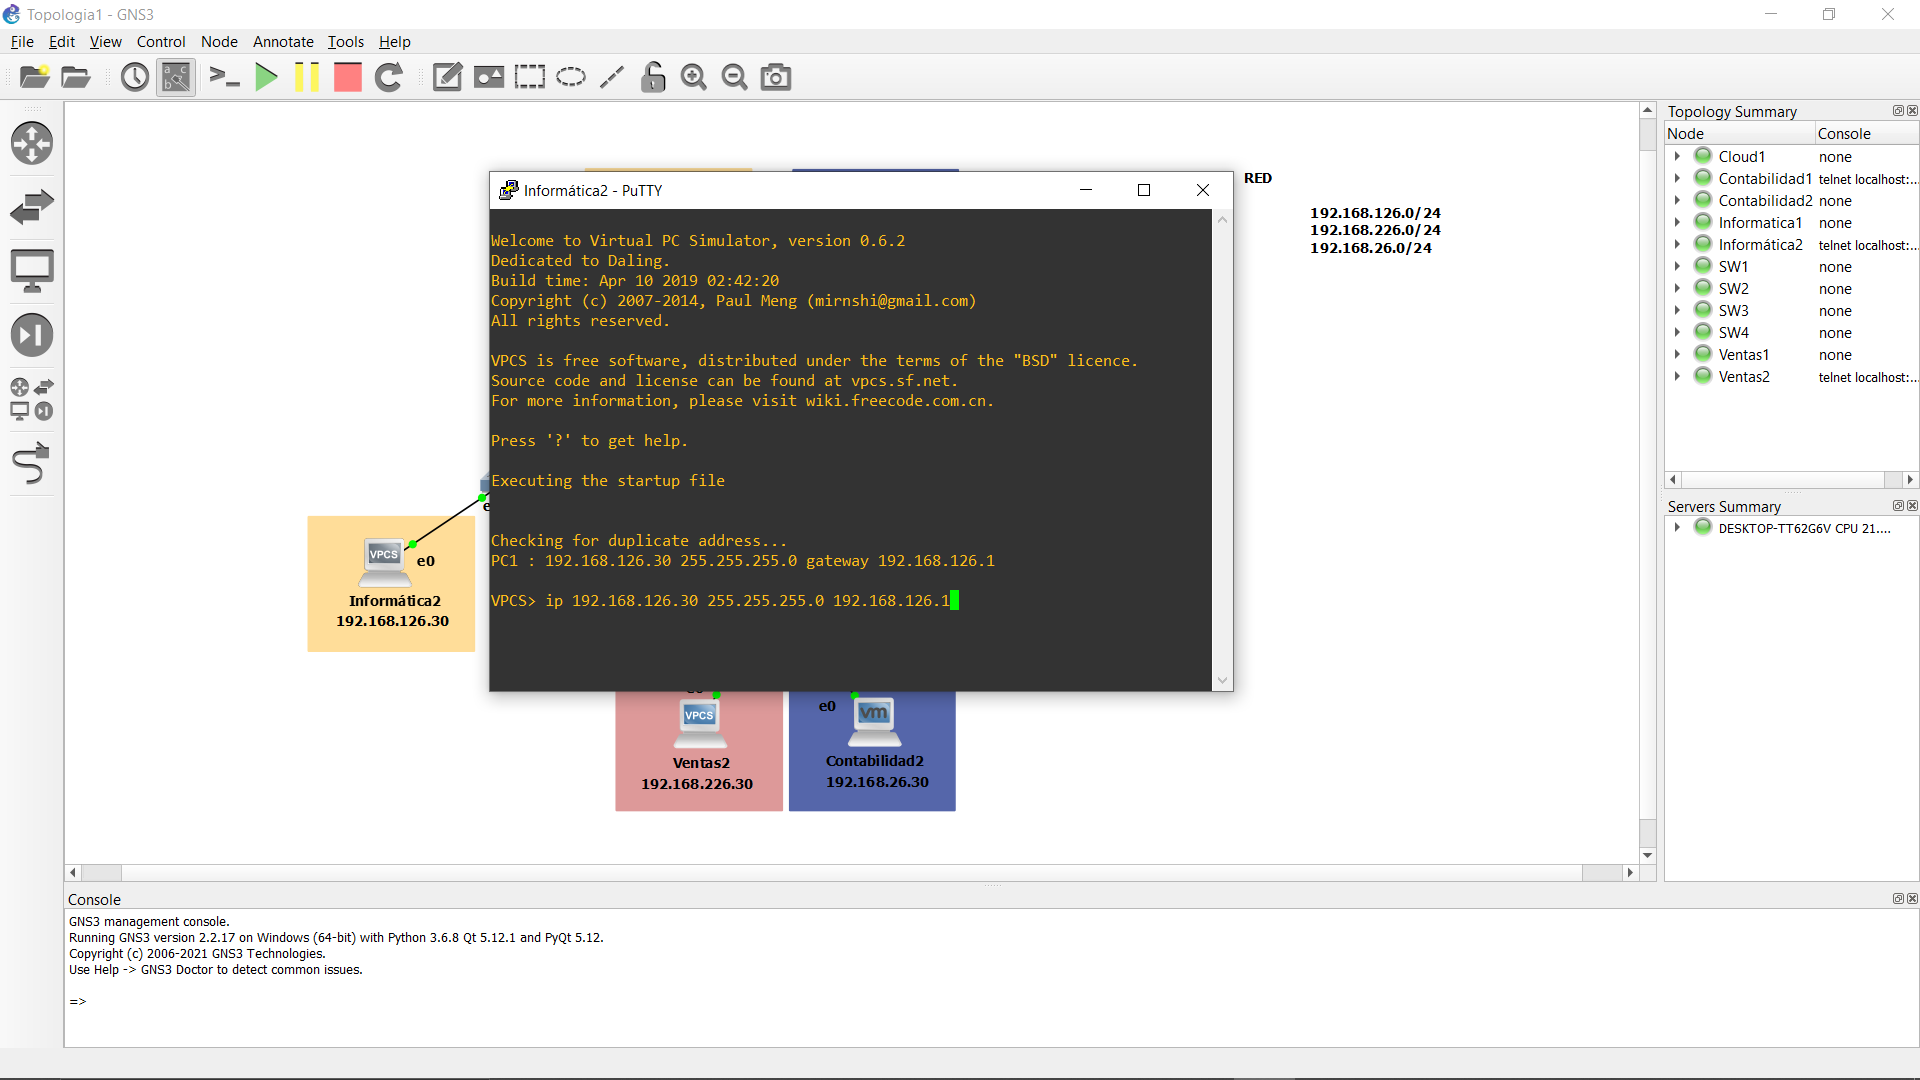 Topologia1 - GNS3
File Edit View Control Node Annotate Tools Help
Topology Summary
Node Console
Cloud1 none
Contabilidad1 telnet localhost:...
Contabilidad2 none
Informatica1 none
Informática2 telnet localhost:...
SW1 none
SW2 none
SW3 none
SW4 none
Ventas1 none
Ventas2 telnet localhost:...
Servers Summary
DESKTOP-TT62G6V CPU 21....
RED
192.168.126.0/24
192.168.226.0/24
192.168.26.0/24
Informática2 - PuTTY
Welcome to Virtual PC Simulator, version 0.6.2
Dedicated to Daling.
Build time: Apr 10 2019 02:42:20
Copyright (c) 2007-2014, Paul Meng (mirnshi@gmail.com)
All rights reserved.
VPCS is free software, distributed under the terms of the "BSD" licence.
Source code and license can be found at vpcs.sf.net.
For more information, please visit wiki.freecode.com.cn.
Press '?' to get help.
Executing the startup file
Checking for duplicate address...
PC1 : 192.168.126.30 255.255.255.0 gateway 192.168.126.1
VPCS> ip 192.168.126.30 255.255.255.0 192.168.126.1
VPCS
e0
Informática2
192.168.126.30
VPCS
Ventas2
192.168.226.30
e0
vm
Contabilidad2
192.168.26.30
Console
GNS3 management console.
Running GNS3 version 2.2.17 on Windows (64-bit) with Python 3.6.8 Qt 5.12.1 and PyQt 5.12.
Copyright (c) 2006-2021 GNS3 Technologies.
Use Help -> GNS3 Doctor to detect common issues.
=>